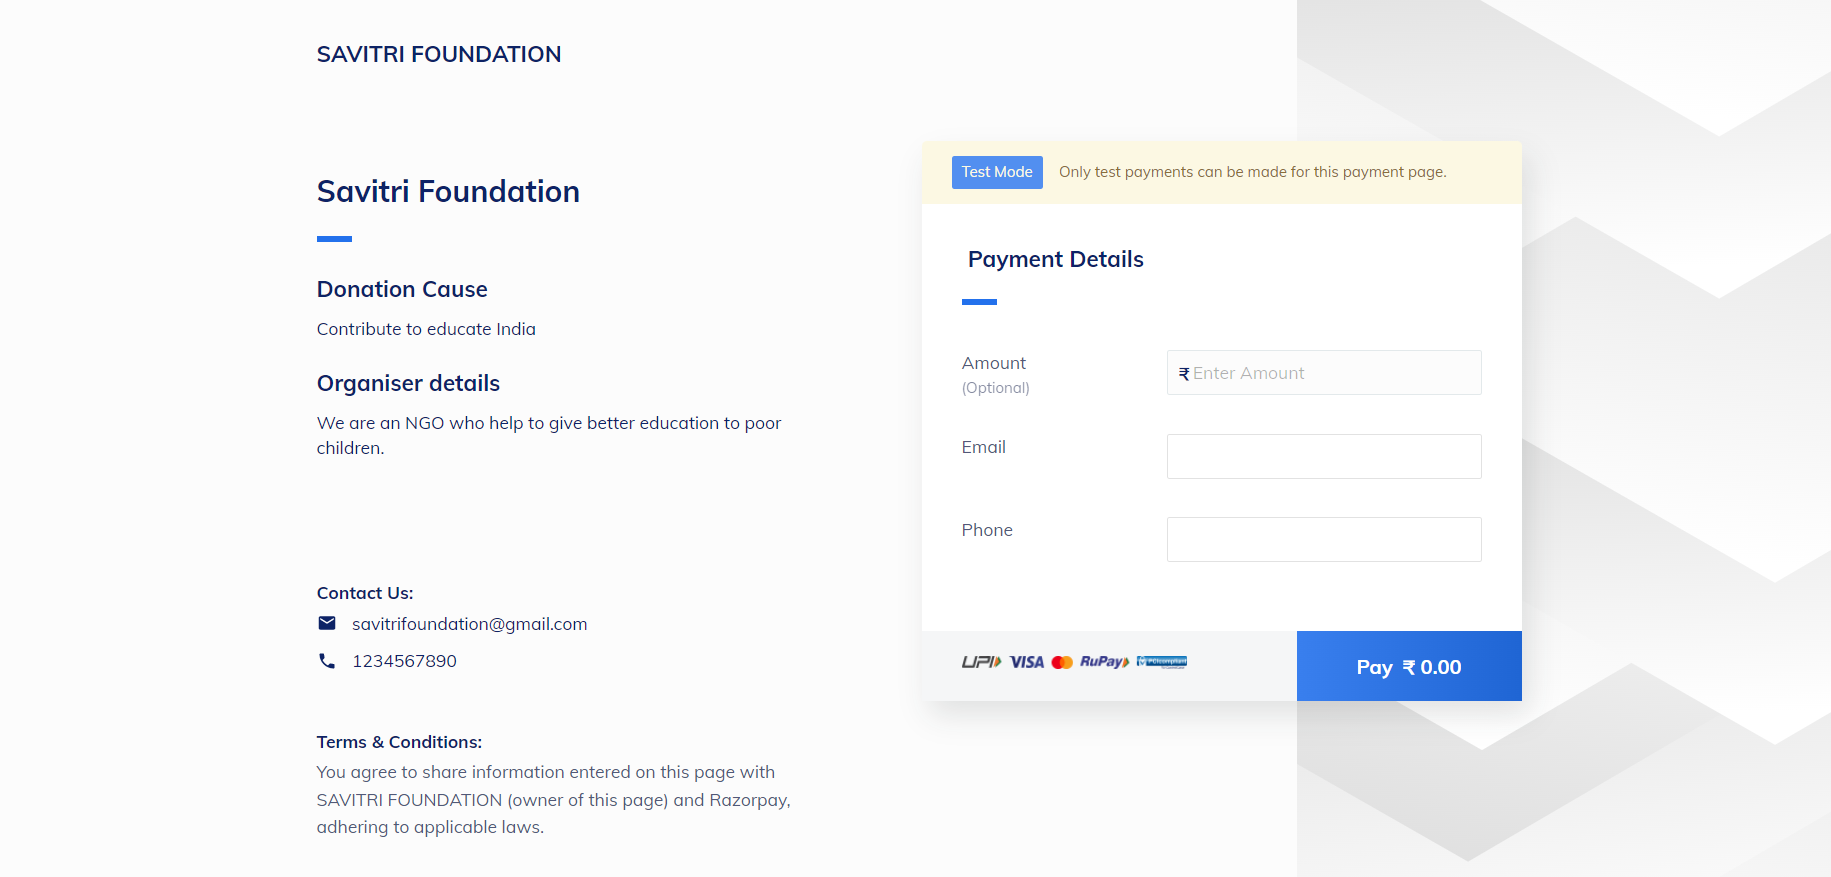 SAVITRI FOUNDATION
Savitri Foundation
Donation Cause
Contribute to educate India
Organiser details
We are an NGO who help to give better education to poor
children.
Contact Us:
savitrifoundation@gmail.com
1234567890
Terms & Conditions:
You agree to share information entered on this page with
SAVITRI FOUNDATION (owner of this page) and Razorpay,
adhering to applicable laws.
Test Mode Only test payments can be made for this payment page.
Payment Details
Amount
(Optional)
₹ Enter Amount
Email
Phone
UPI VISA RuPay PCI compliant
Pay ₹ 0.00